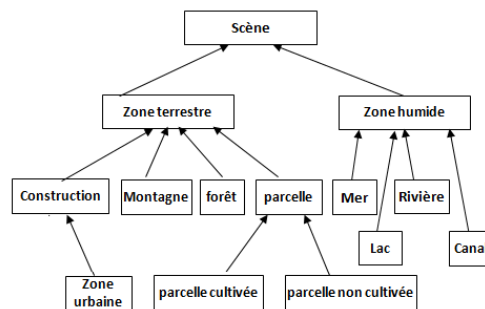 Scène
Zone terrestre
Zone humide
Construction
Montagne
forêt
parcelle
Mer
Rivière
Lac
Canal
Zone
urbaine
parcelle cultivée
parcelle non cultivée